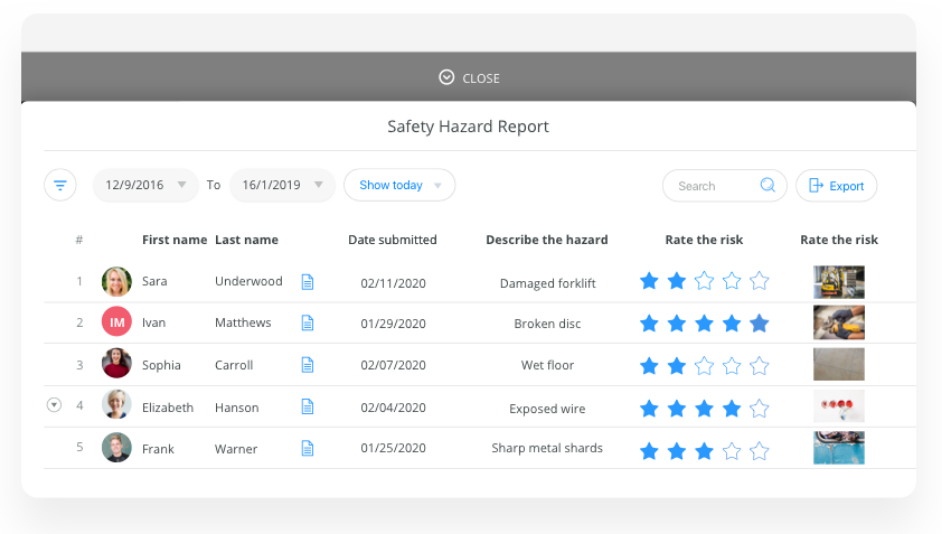 CLOSE
Safety Hazard Report
12/9/2016 To 16/1/2019 Show today Search Export
# First name Last name Date submitted Describe the hazard Rate the risk Rate the risk
1 Sara Underwood 02/11/2020 Damaged forklift
2 IM Ivan Matthews 01/29/2020 Broken disc
3 Sophia Carroll 02/07/2020 Wet floor
4 Elizabeth Hanson 02/04/2020 Exposed wire
5 Frank Warner 01/25/2020 Sharp metal shards